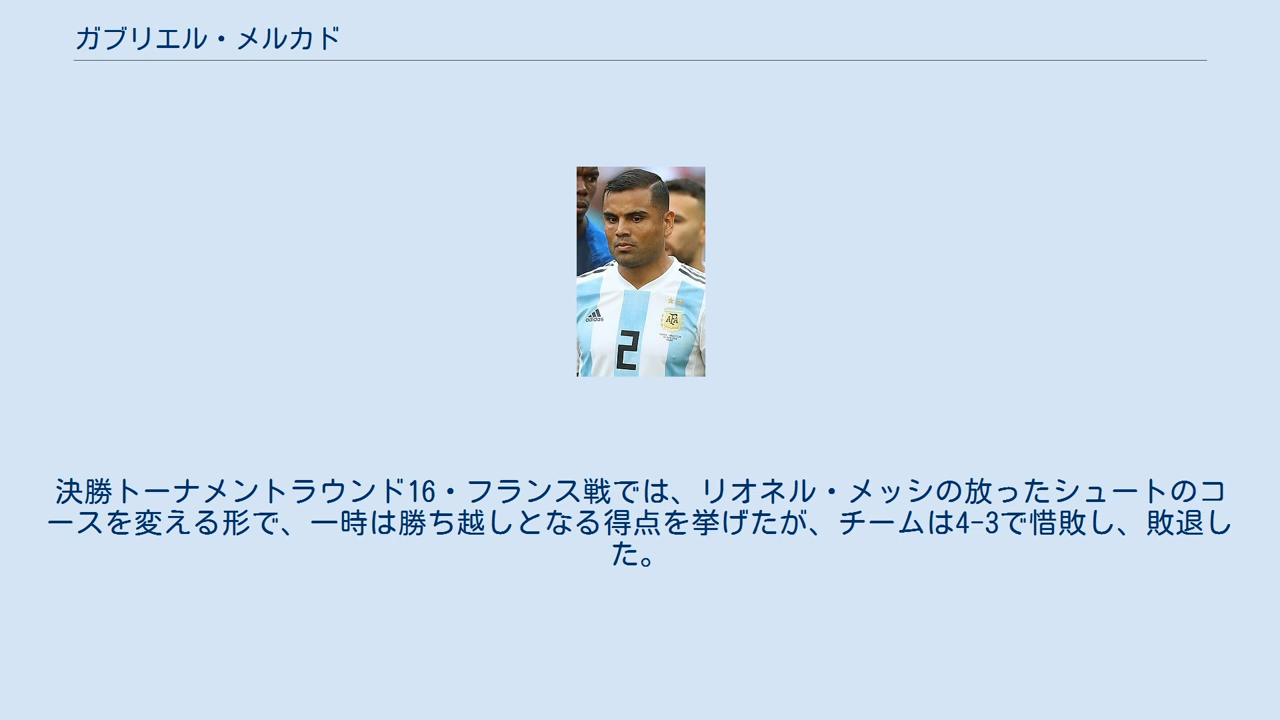 ガブリエル・メルカド
adidas
AFA
2
決勝トーナメントラウンド16・フランス戦では、リオネル・メッシの放ったシュートのコ
ースを変える形で、一時は勝ち越しとなる得点を挙げたが、チームは4-3で惜敗し、敗退し
た。